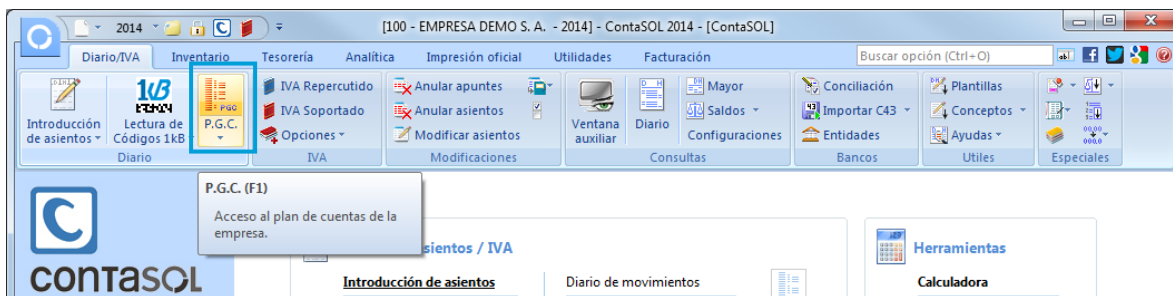 2014
[100 - EMPRESA DEMO S. A. - 2014] - ContaSOL 2014 - [ContaSOL]
Diario/IVA Inventario Tesorería Analítica Impresión oficial Utilidades Facturación Buscar opción (Ctrl+O)
Introducción de asientos
Lectura de Códigos 1kB
P.G.C.
Diario
IVA Repercutido
IVA Soportado
Opciones
IVA
Anular apuntes
Anular asientos
Modificar asientos
Modificaciones
Ventana auxiliar
Diario
Mayor
Saldos
Configuraciones
Consultas
Conciliación
Importar C43
Entidades
Bancos
Plantillas
Conceptos
Ayudas
Utiles
Especiales
P.G.C. (F1)
Acceso al plan de cuentas de la
empresa.
contasol
asientos / IVA
Introducción de asientos
Diario de movimientos
Herramientas
Calculadora